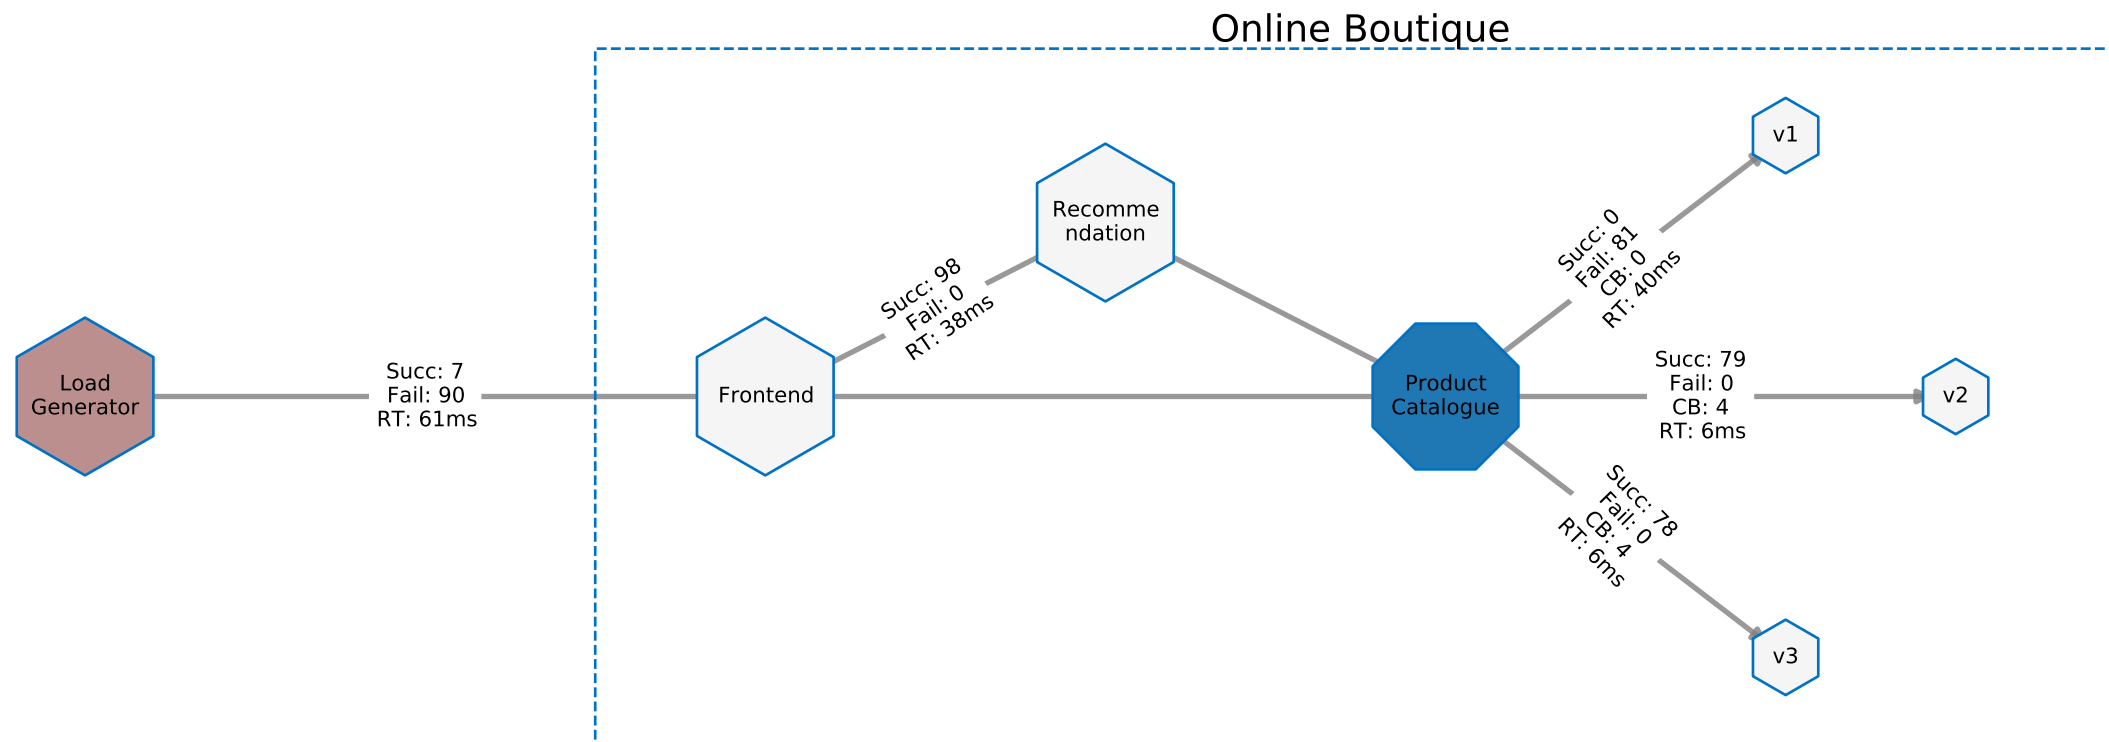 Online Boutique
Load
Generator
Succ: 7
Fail: 90
RT: 61ms
Frontend
Succ: 98
Fail: 0
RT: 38ms
Recomme
ndation
Product
Catalogue
Succ: 0
Fail: 81
CB: 0
RT: 40ms
v1
Succ: 79
Fail: 0
CB: 4
RT: 6ms
v2
Succ: 78
Fail: 0
CB: 4
RT: 6ms
v3